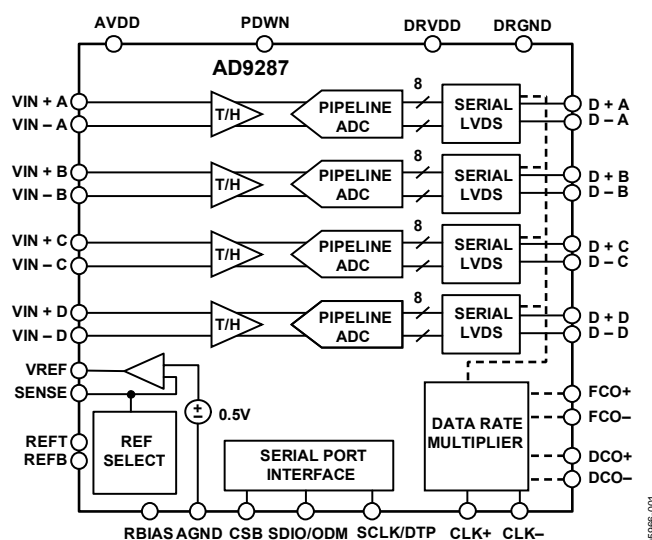 AVDD PDWN DRVDD DRGND
AD9287
VIN + A
VIN – A
T/H
PIPELINE
ADC
8
SERIAL
LVDS
D + A
D – A
VIN + B
VIN – B
T/H
PIPELINE
ADC
8
SERIAL
LVDS
D + B
D – B
VIN + C
VIN – C
T/H
PIPELINE
ADC
8
SERIAL
LVDS
D + C
D – C
VIN + D
VIN – D
T/H
PIPELINE
ADC
8
SERIAL
LVDS
D + D
D – D
VREF
SENSE
REFT
REFB
REF
SELECT
+
–
0.5V
SERIAL PORT
INTERFACE
DATA RATE
MULTIPLIER
FCO+
FCO–
DCO+
DCO–
RBIAS AGND CSB SDIO/ODM SCLK/DTP CLK+ CLK–